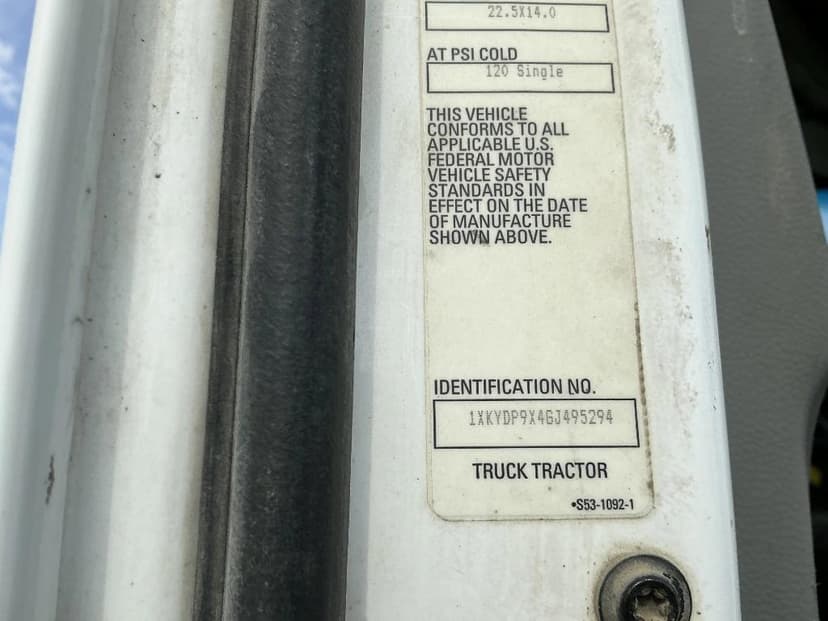 22.5X14.0
AT PSI COLD
120 Single
THIS VEHICLE
CONFORMS TO ALL
APPLICABLE U.S.
FEDERAL MOTOR
VEHICLE SAFETY
STANDARDS IN
EFFECT ON THE DATE
OF MANUFACTURE
SHOWN ABOVE.
IDENTIFICATION NO.
1XKYDP9X4GJ495294
TRUCK TRACTOR
•S53-1092-1